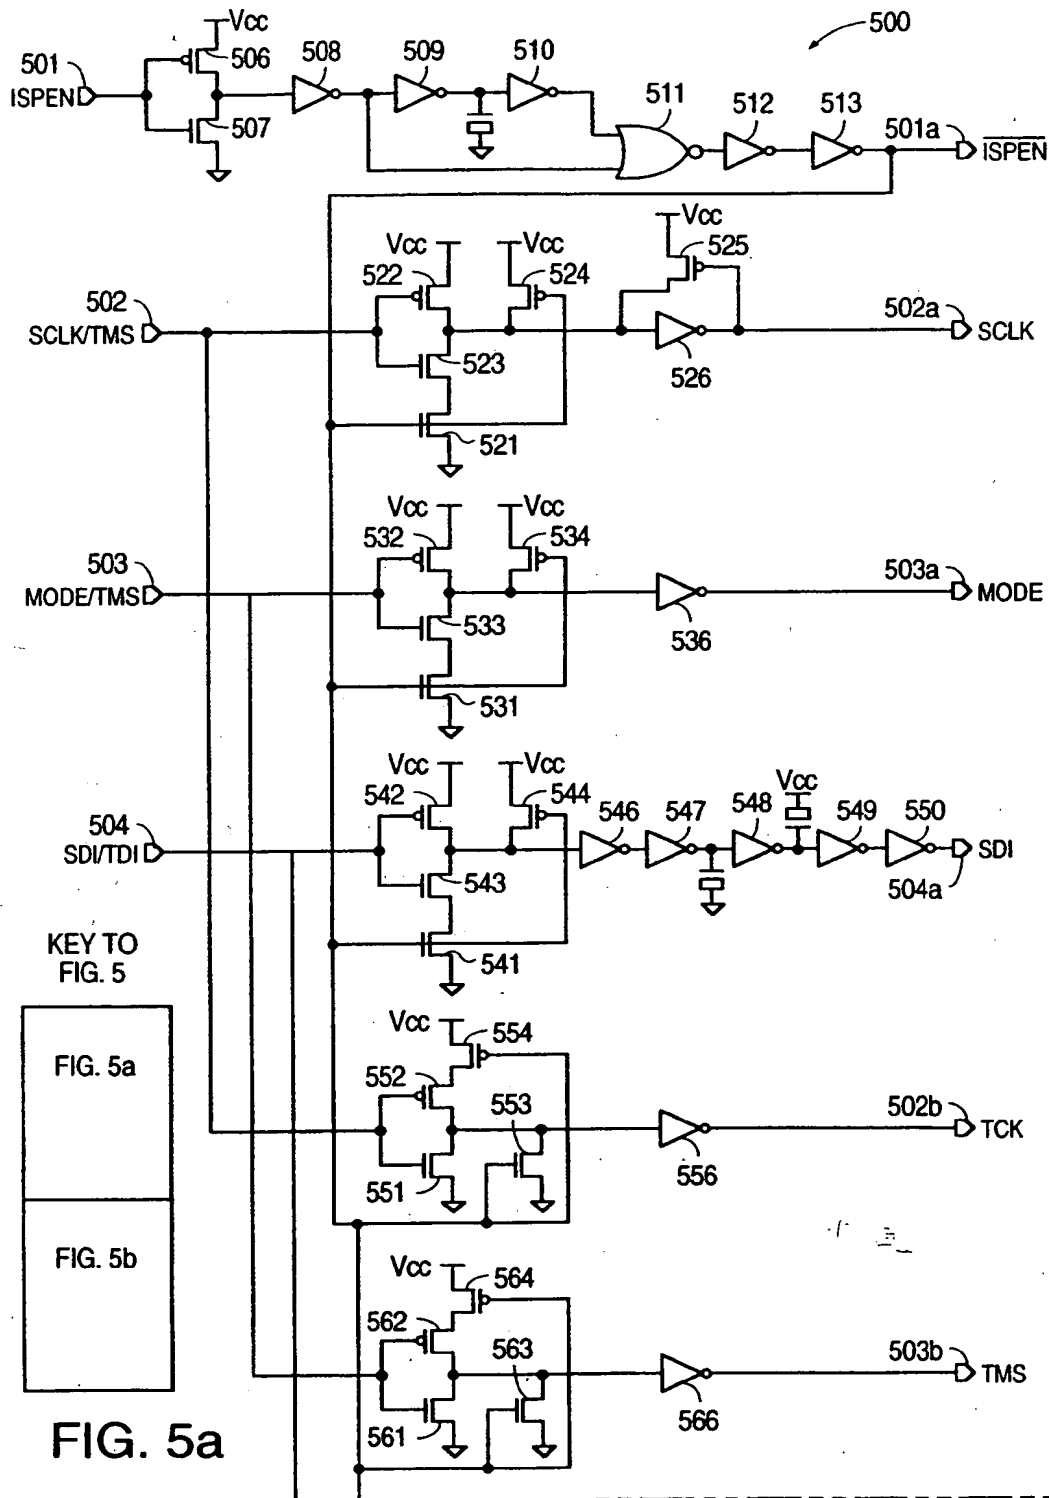 500
Vcc
501
506
508
509
510
ISPEN
507
511
512
513
501a
ISPEN
Vcc
Vcc
Vcc
525
522
524
502
502a
SCLK/TMS
SCLK
523
526
521
Vcc
Vcc
532
534
503
503a
MODE/TMS
MODE
533
536
531
Vcc
Vcc
Vcc
542
544
546
547
548
549
550
504
SDI/TDI
SDI
504a
543
KEY TO
FIG. 5
541
Vcc
554
FIG. 5a
552
553
502b
TCK
551
556
FIG. 5b
Vcc
564
562
563
503b
TMS
561
566
FIG. 5a